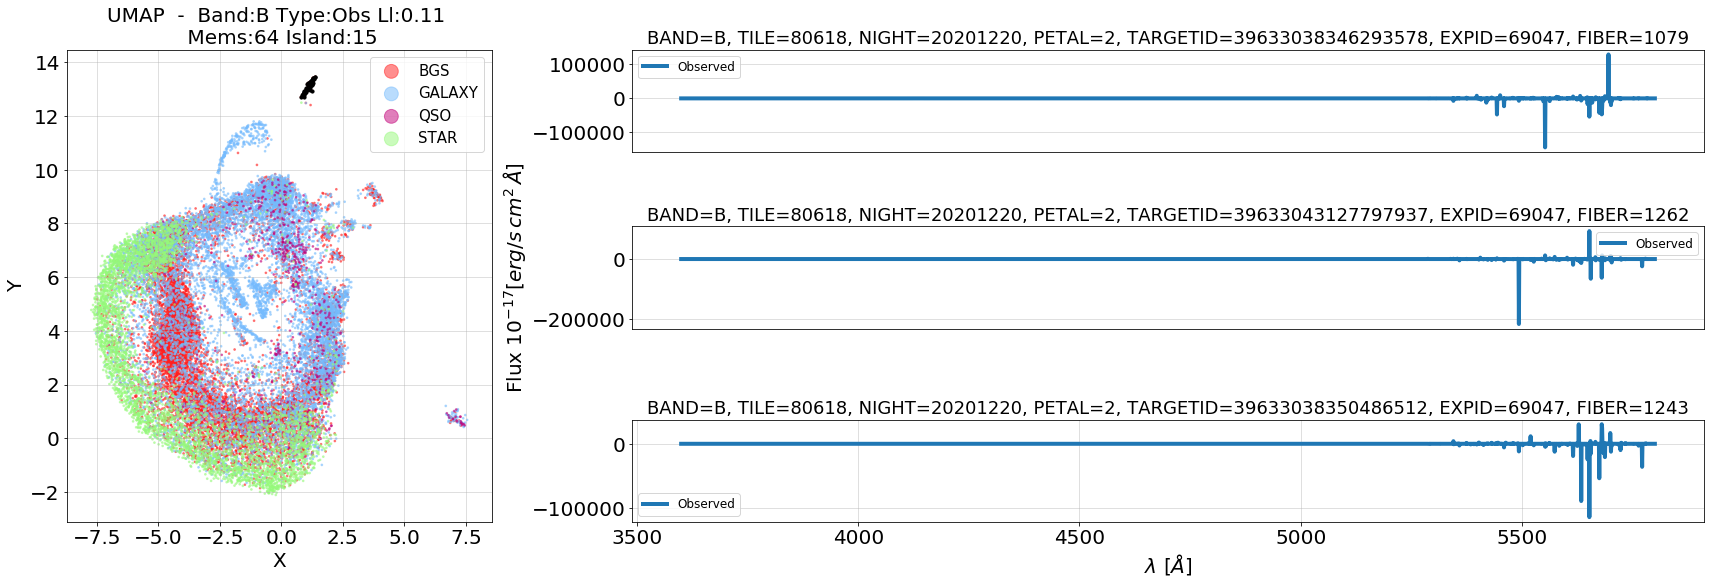 UMAP  -  Band:B Type:Obs Ll:0.11
Mems:64 Island:15
14
12
10
8
6
4
2
0
−2
Y
−7.5
−5.0
−2.5
0.0
2.5
5.0
7.5
X
BGS
GALAXY
QSO
STAR
Flux 10⁻¹⁷[erg/s cm² Å]
BAND=B, TILE=80618, NIGHT=20201220, PETAL=2, TARGETID=39633038346293578, EXPID=69047, FIBER=1079
100000
0
−100000
Observed
BAND=B, TILE=80618, NIGHT=20201220, PETAL=2, TARGETID=39633043127797937, EXPID=69047, FIBER=1262
0
−200000
Observed
BAND=B, TILE=80618, NIGHT=20201220, PETAL=2, TARGETID=39633038350486512, EXPID=69047, FIBER=1243
0
−100000
Observed
3500
4000
4500
5000
5500
λ [Å]